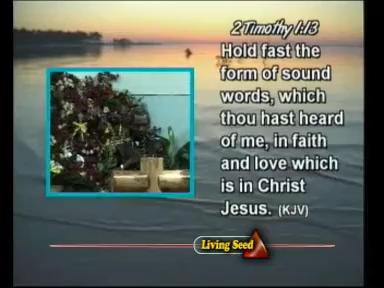 2 Timothy 1:13
Hold fast the
form of sound
words, which
thou hast heard
of me, in faith
and love which
is in Christ
Jesus. (KJV)
Living Seed